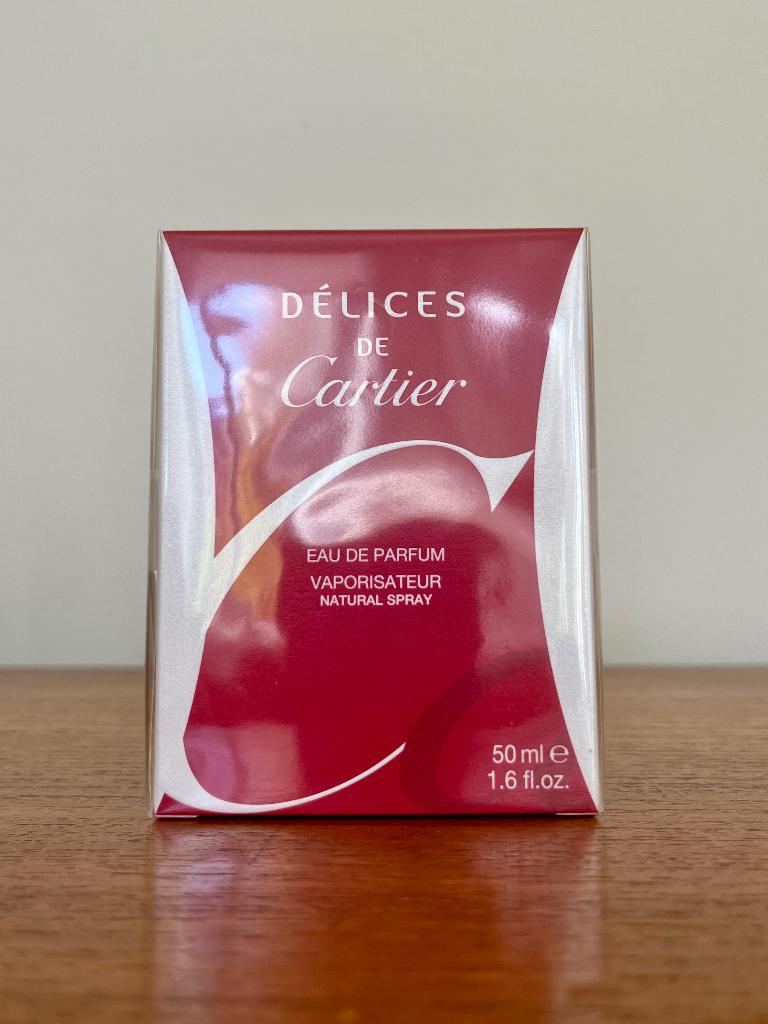 DÉLICES
DE
Cartier
EAU DE PARFUM
VAPORISATEUR
NATURAL SPRAY
50 ml ℮
1.6 fl.oz.